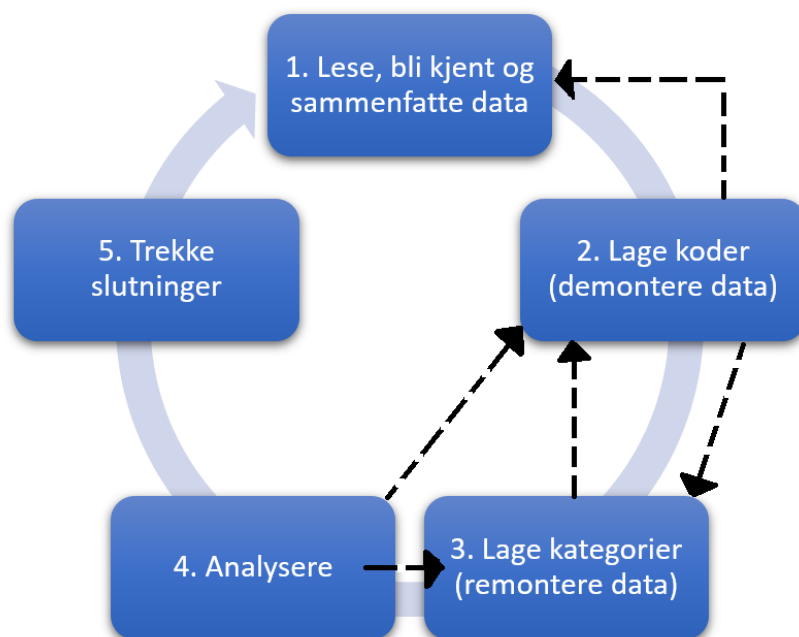 1. Lese, bli kjent og
sammenfatte data
2. Lage koder
(demontere data)
3. Lage kategorier
(remontere data)
4. Analysere
5. Trekke
slutninger